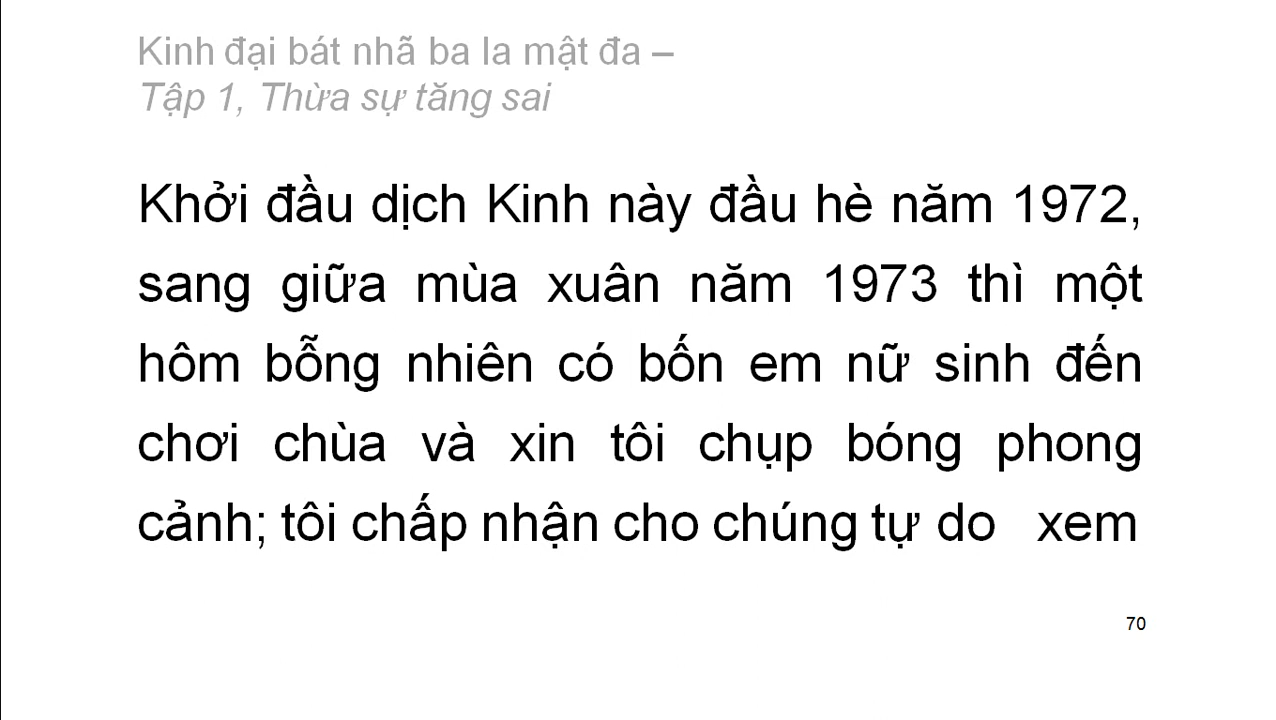 Kinh đại bát nhã ba la mật đa –
Tập 1, Thừa sự tăng sai
Khởi đầu dịch Kinh này đầu hè năm 1972,
sang giữa mùa xuân năm 1973 thì một
hôm bỗng nhiên có bốn em nữ sinh đến
chơi chùa và xin tôi chụp bóng phong
cảnh; tôi chấp nhận cho chúng tự do xem
70